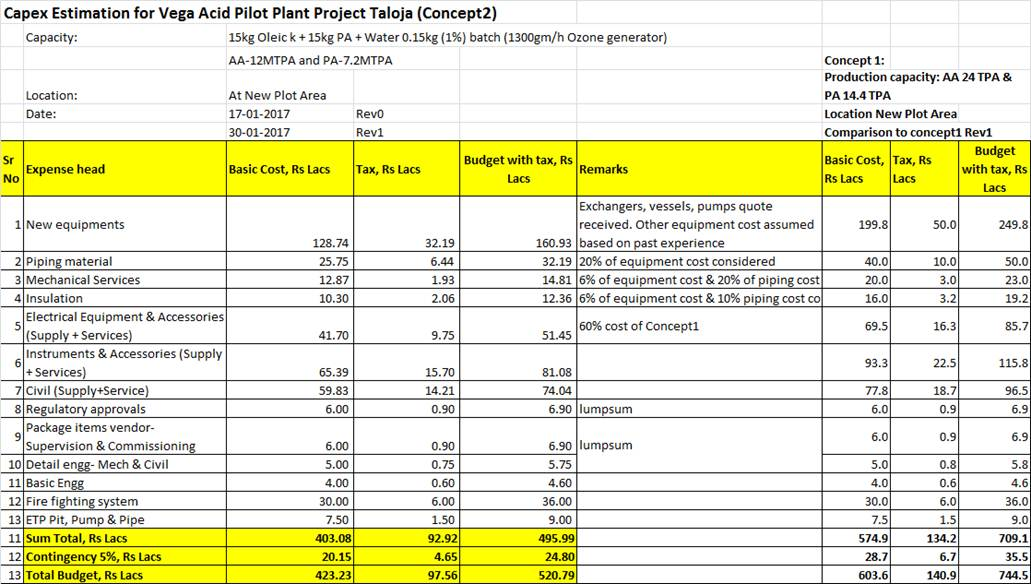 Capex Estimation for Vega Acid Pilot Plant Project Taloja (Concept2)
Capacity: 15kg Oleic k + 15kg PA + Water 0.15kg (1%) batch (1300gm/h Ozone generator)
AA-12MTPA and PA-7.2MTPA Concept 1:
Production capacity: AA 24 TPA &
Location: At New Plot Area PA 14.4 TPA
Date: 17-01-2017 Rev0 Location New Plot Area
30-01-2017 Rev1 Comparison to concept1 Rev1
Sr No Expense head Basic Cost, Rs Lacs Tax, Rs Lacs Budget with tax, Rs Lacs Remarks Basic Cost, Rs Lacs Tax, Rs Lacs Budget with tax, Rs Lacs
1 New equipments 128.74 32.19 160.93 Exchangers, vessels, pumps quote received. Other equipment cost assumed based on past experience 199.8 50.0 249.8
2 Piping material 25.75 6.44 32.19 20% of equipment cost considered 40.0 10.0 50.0
3 Mechanical Services 12.87 1.93 14.81 6% of equipment cost & 20% of piping cost 20.0 3.0 23.0
4 Insulation 10.30 2.06 12.36 6% of equipment cost & 10% piping cost co 16.0 3.2 19.2
5 Electrical Equipment & Accessories (Supply + Services) 41.70 9.75 51.45 60% cost of Concept1 69.5 16.3 85.7
6 Instruments & Accessories (Supply + Services) 65.39 15.70 81.08 93.3 22.5 115.8
7 Civil (Supply+Service) 59.83 14.21 74.04 77.8 18.7 96.5
8 Regulatory approvals 6.00 0.90 6.90 lumpsum 6.0 0.9 6.9
9 Package items vendor- Supervision & Commissioning 6.00 0.90 6.90 lumpsum 6.0 0.9 6.9
10 Detail engg- Mech & Civil 5.00 0.75 5.75 5.0 0.8 5.8
11 Basic Engg 4.00 0.60 4.60 4.0 0.6 4.6
12 Fire fighting system 30.00 6.00 36.00 30.0 6.0 36.0
13 ETP Pit, Pump & Pipe 7.50 1.50 9.00 7.5 1.5 9.0
11 Sum Total, Rs Lacs 403.08 92.92 495.99 574.9 134.2 709.1
12 Contingency 5%, Rs Lacs 20.15 4.65 24.80 28.7 6.7 35.5
13 Total Budget, Rs Lacs 423.23 97.56 520.79 603.6 140.9 744.5